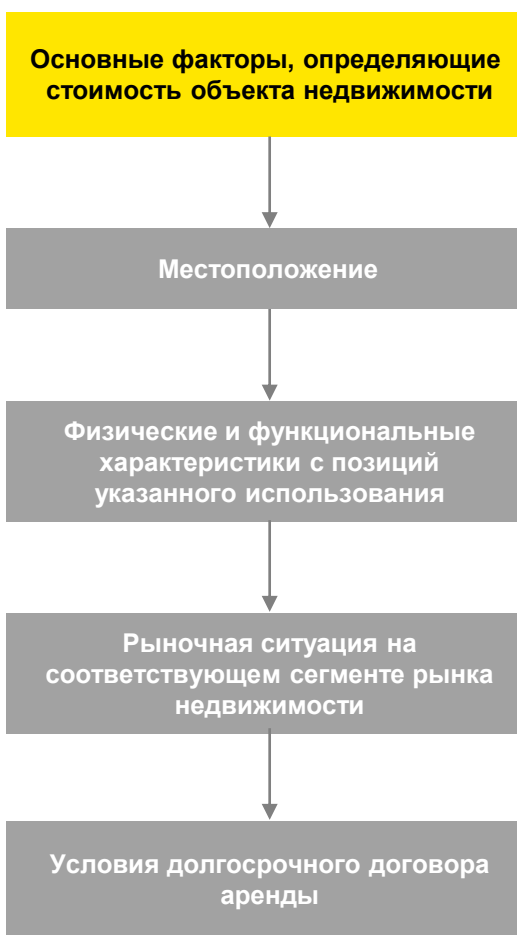 Основные факторы, определяющие
стоимость объекта недвижимости
Местоположение
Физические и функциональные
характеристики с позиций
указанного использования
Рыночная ситуация на
соответствующем сегменте рынка
недвижимости
Условия долгосрочного договора
аренды